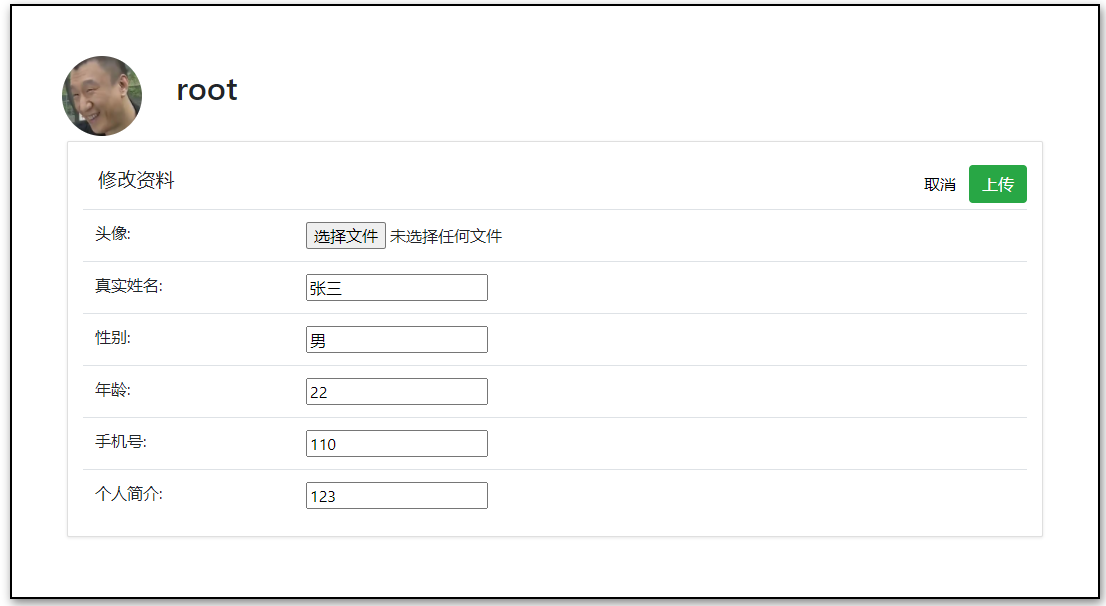 root
修改资料
取消 上传
头像: 选择文件 未选择任何文件
真实姓名: 张三
性别: 男
年龄: 22
手机号: 110
个人简介: 123